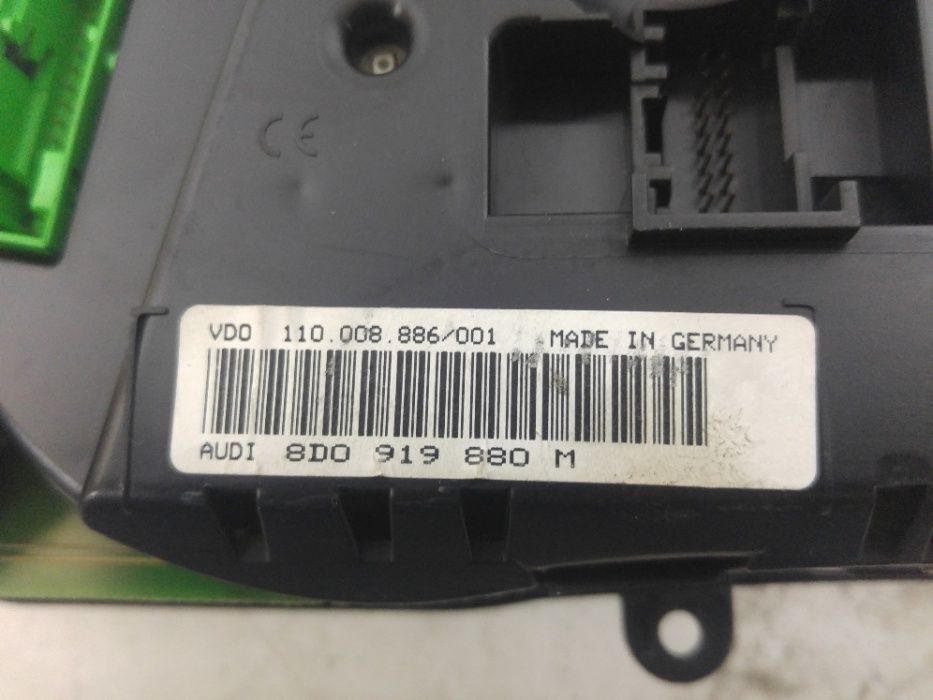 CE
VDO 110.008.886/001 MADE IN GERMANY
AUDI 8D0 919 880 M